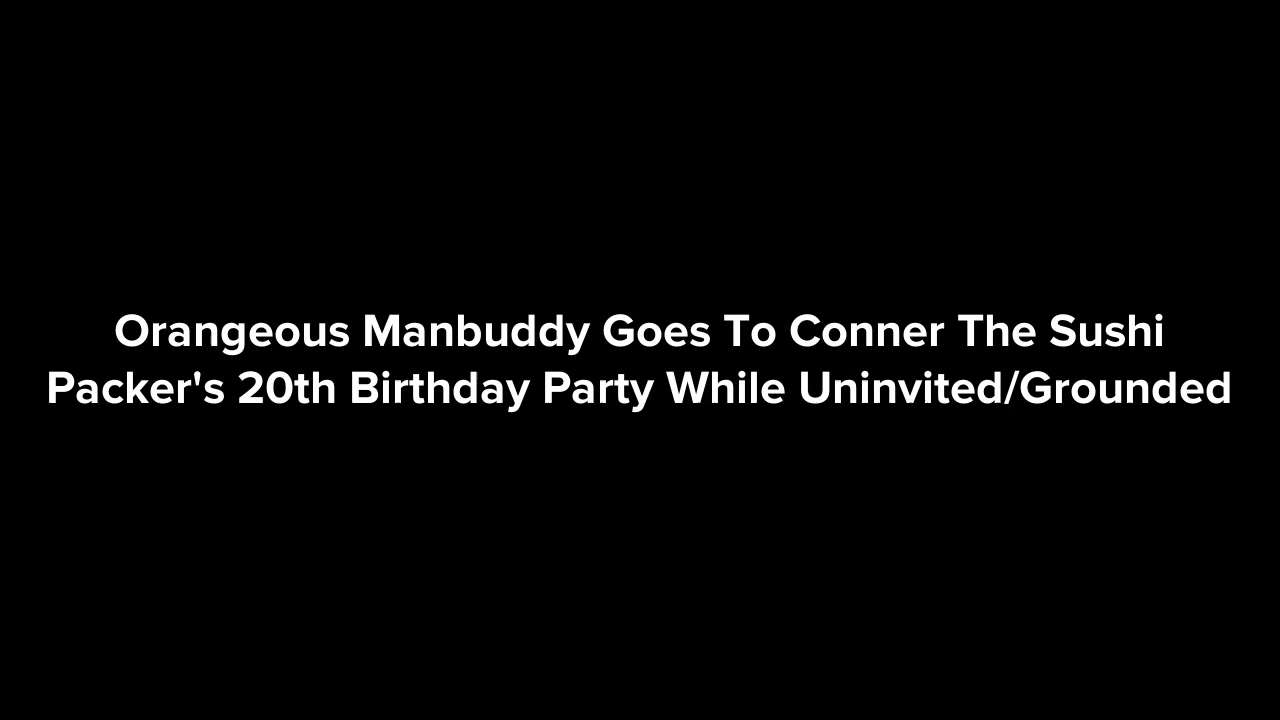 Orangeous Manbuddy Goes To Conner The Sushi
Packer's 20th Birthday Party While Uninvited/Grounded